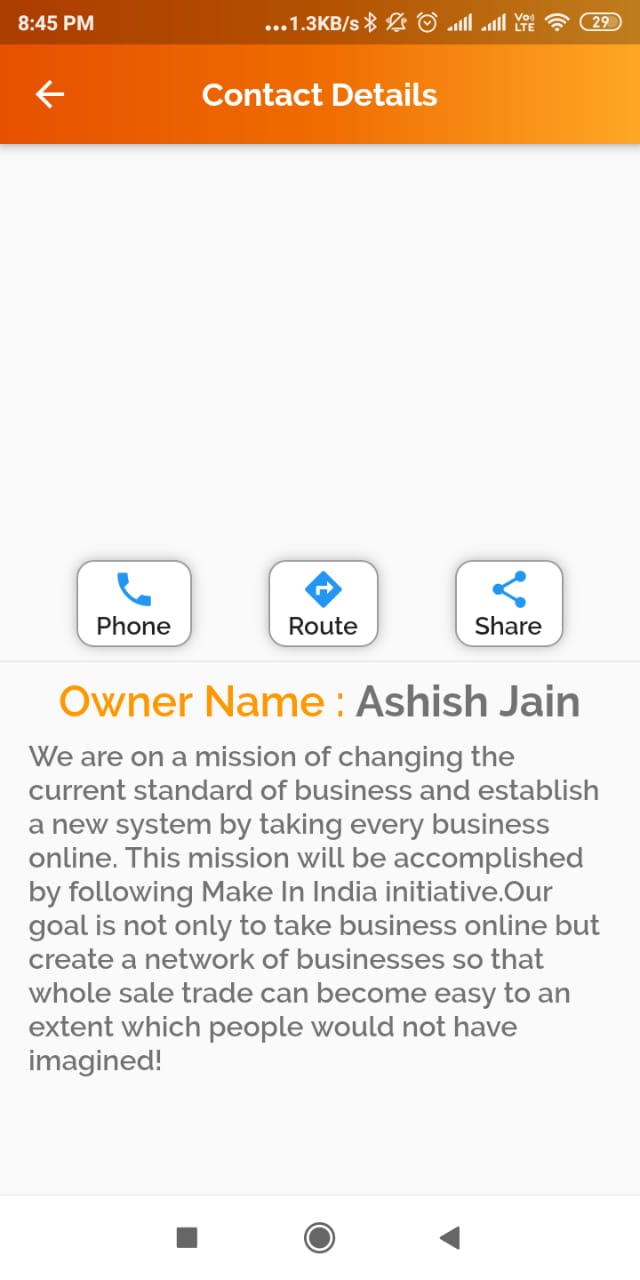 8:45 PM ...1.3KB/s Vo)) LTE 29
Contact Details
Phone Route Share
Owner Name : Ashish Jain
We are on a mission of changing the
current standard of business and establish
a new system by taking every business
online. This mission will be accomplished
by following Make In India initiative.Our
goal is not only to take business online but
create a network of businesses so that
whole sale trade can become easy to an
extent which people would not have
imagined!